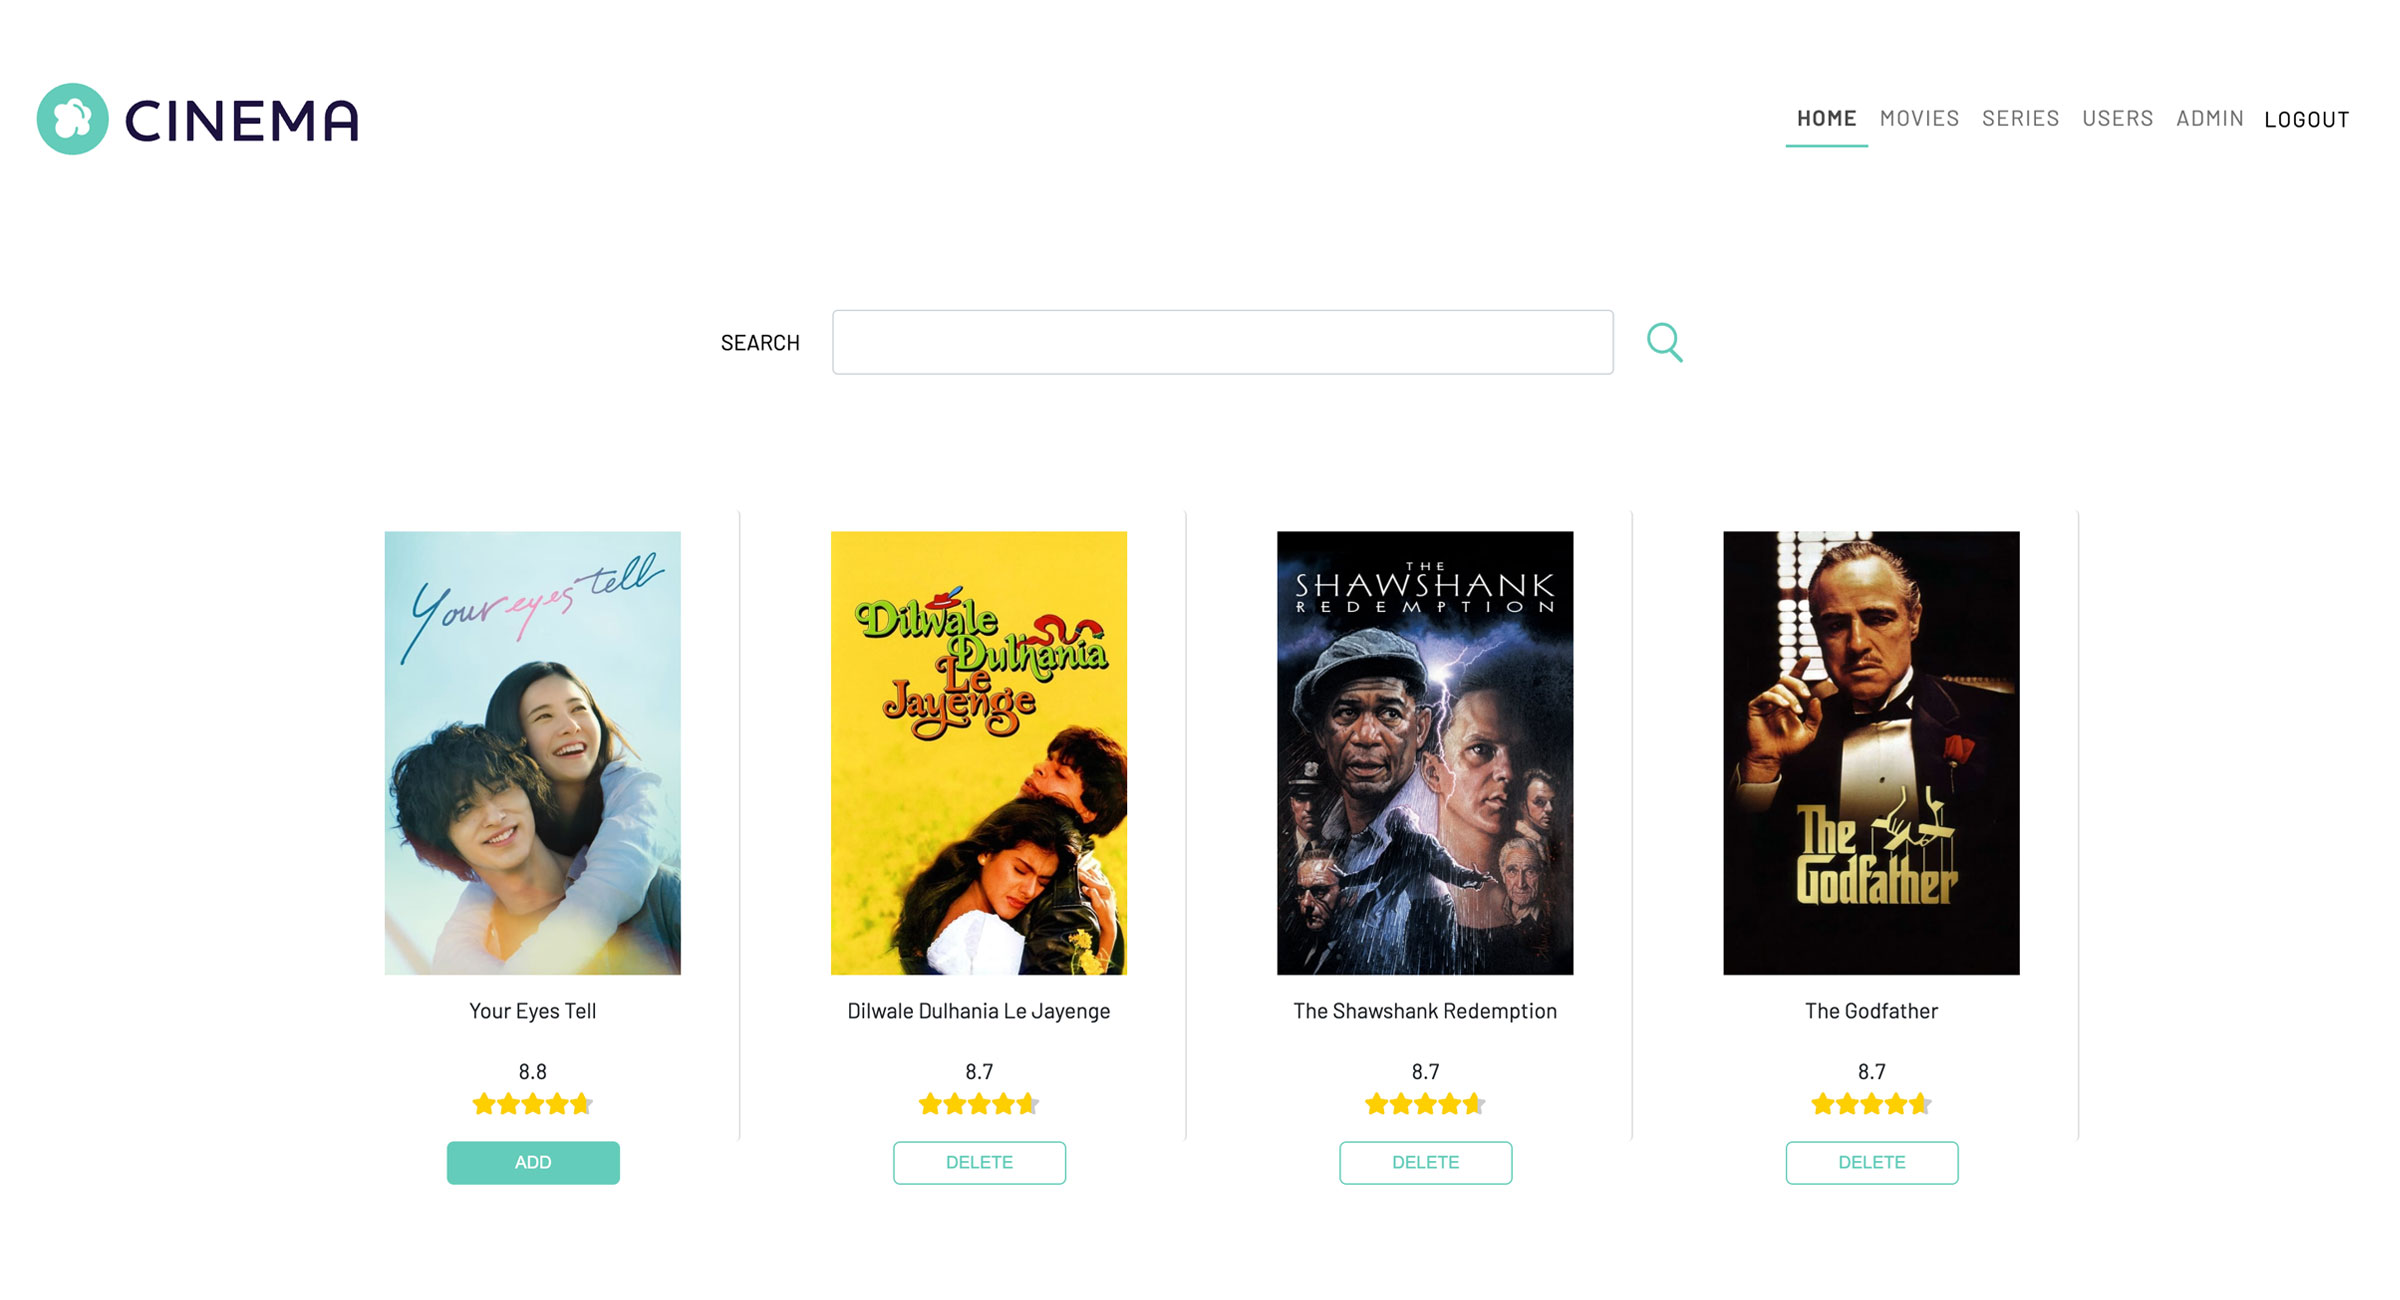 CINEMA
HOME MOVIES SERIES USERS ADMIN LOGOUT
SEARCH
Your eyes tell
Dilwale
Dulhania
Le
Jayenge
THE
SHAWSHANK
REDEMPTION
The
Godfather
Your Eyes Tell
Dilwale Dulhania Le Jayenge
The Shawshank Redemption
The Godfather
8.8
8.7
8.7
8.7
ADD
DELETE
DELETE
DELETE